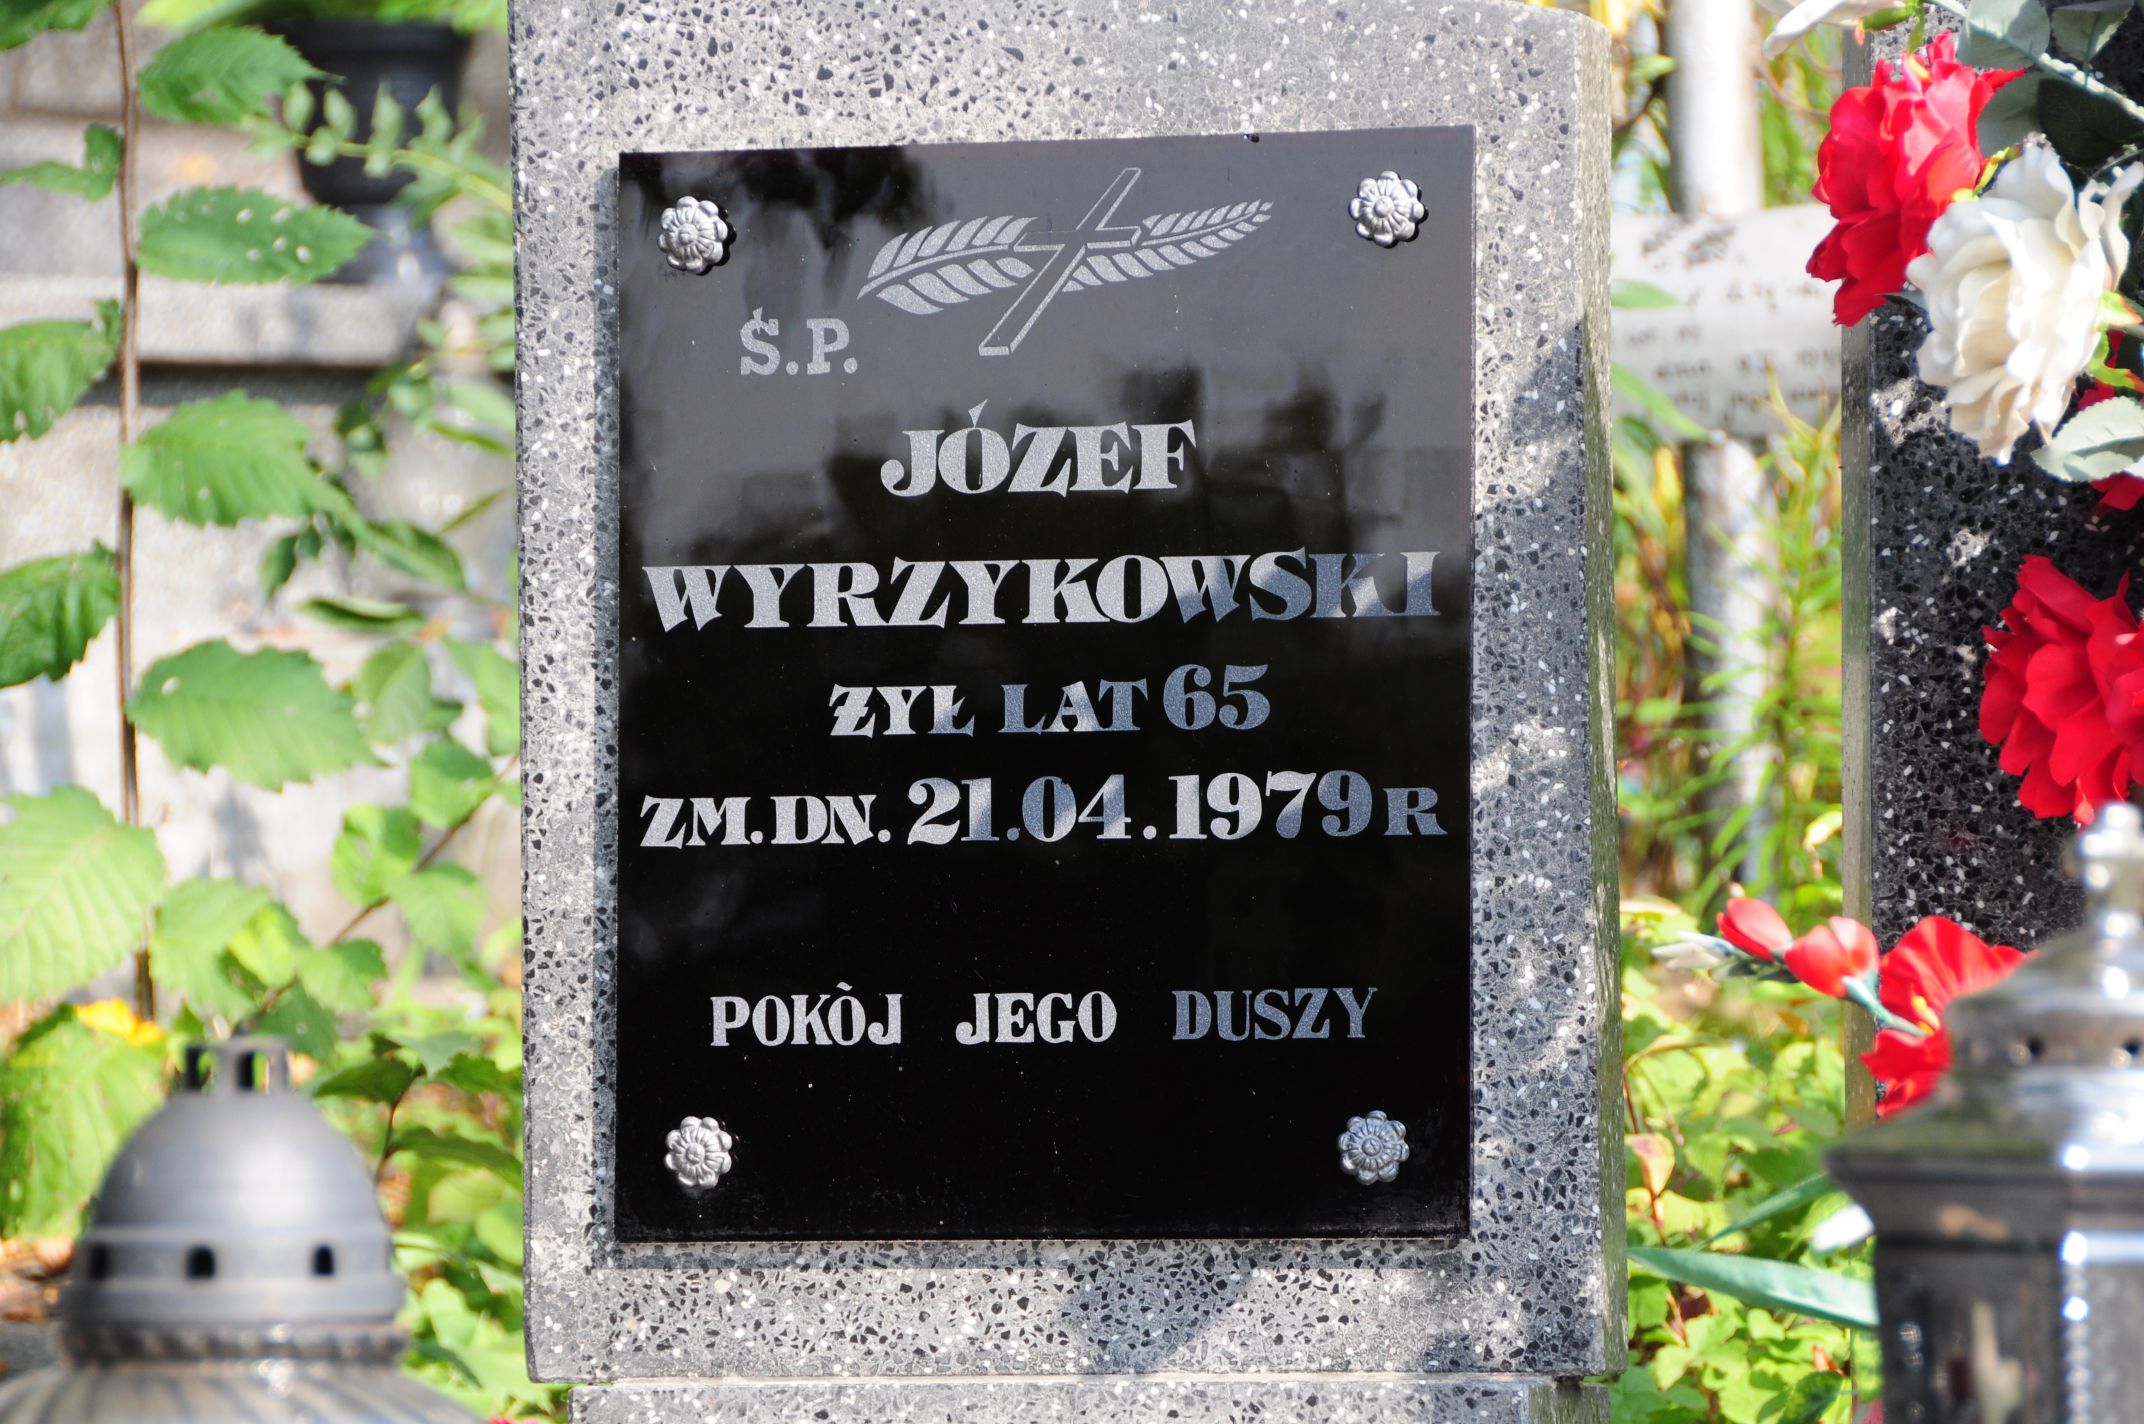 Ś.P.
JÓZEF
WYRZYKOWSKI
ŻYŁ LAT 65
ZM. DN. 21.04.1979 R
POKÒJ JEGO DUSZY